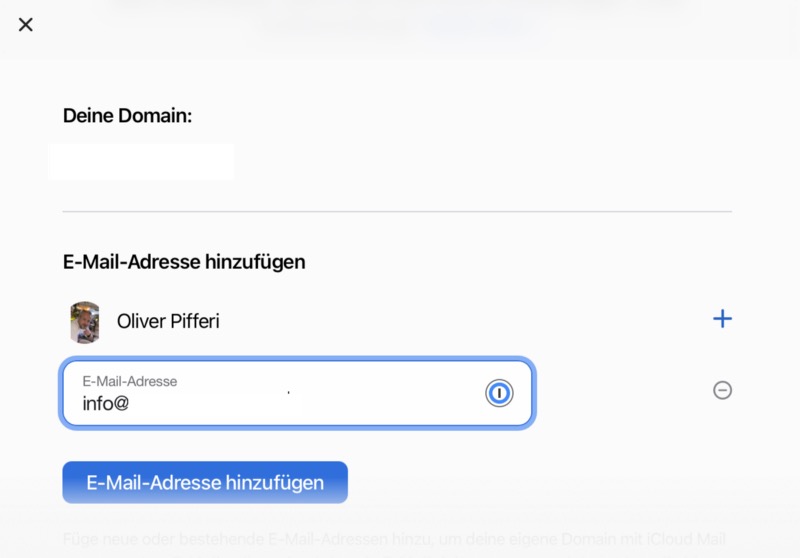 Deine Domain:
E-Mail-Adresse hinzufügen
Oliver Pifferi
E-Mail-Adresse
info@
E-Mail-Adresse hinzufügen
Füge neue oder bestehende E-Mail-Adressen hinzu, um deine eigene Domain mit iCloud Mail